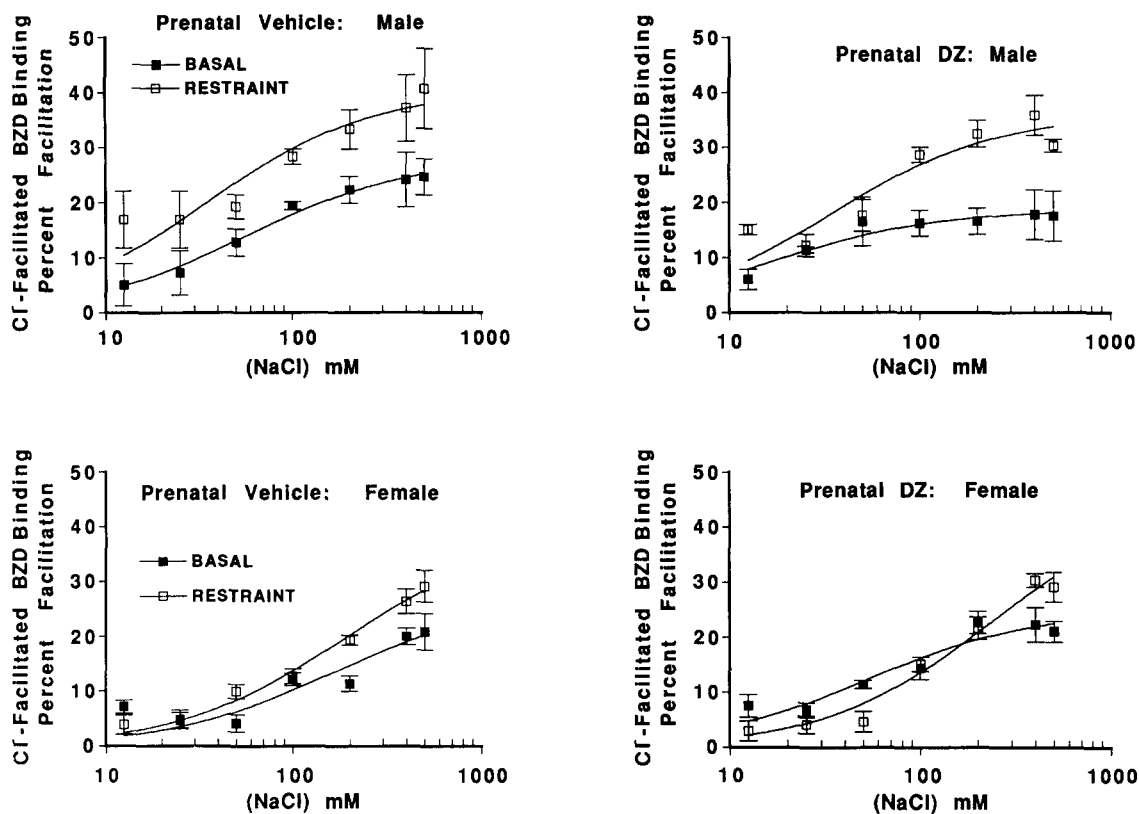 Prenatal Vehicle: Male
BASAL
RESTRAINT
Cl⁻-Facilitated BZD Binding
Percent Facilitation
50
40
30
20
10
0
10 100 1000
(NaCl) mM
Prenatal DZ: Male
Cl⁻-Facilitated BZD Binding
Percent Facilitation
50
40
30
20
10
0
10 100 1000
(NaCl) mM
Prenatal Vehicle: Female
BASAL
RESTRAINT
Cl⁻-Facilitated BZD Binding
Percent Facilitation
50
40
30
20
10
0
10 100 1000
(NaCl) mM
Prenatal DZ: Female
Cl⁻-Facilitated BZD Binding
Percent Facilitation
50
40
30
20
10
0
10 100 1000
(NaCl) mM